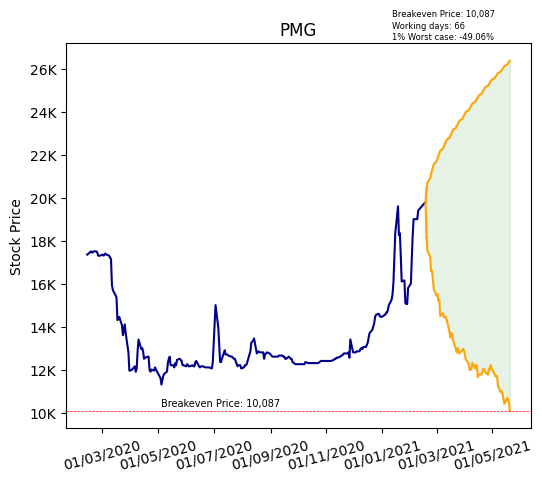 Breakeven Price: 10,087
Working days: 66
1% Worst case: -49.06%
PMG
Stock Price
26K
24K
22K
20K
18K
16K
14K
12K
10K
Breakeven Price: 10,087
01/03/2020
01/05/2020
01/07/2020
01/09/2020
01/11/2020
01/01/2021
01/03/2021
01/05/2021